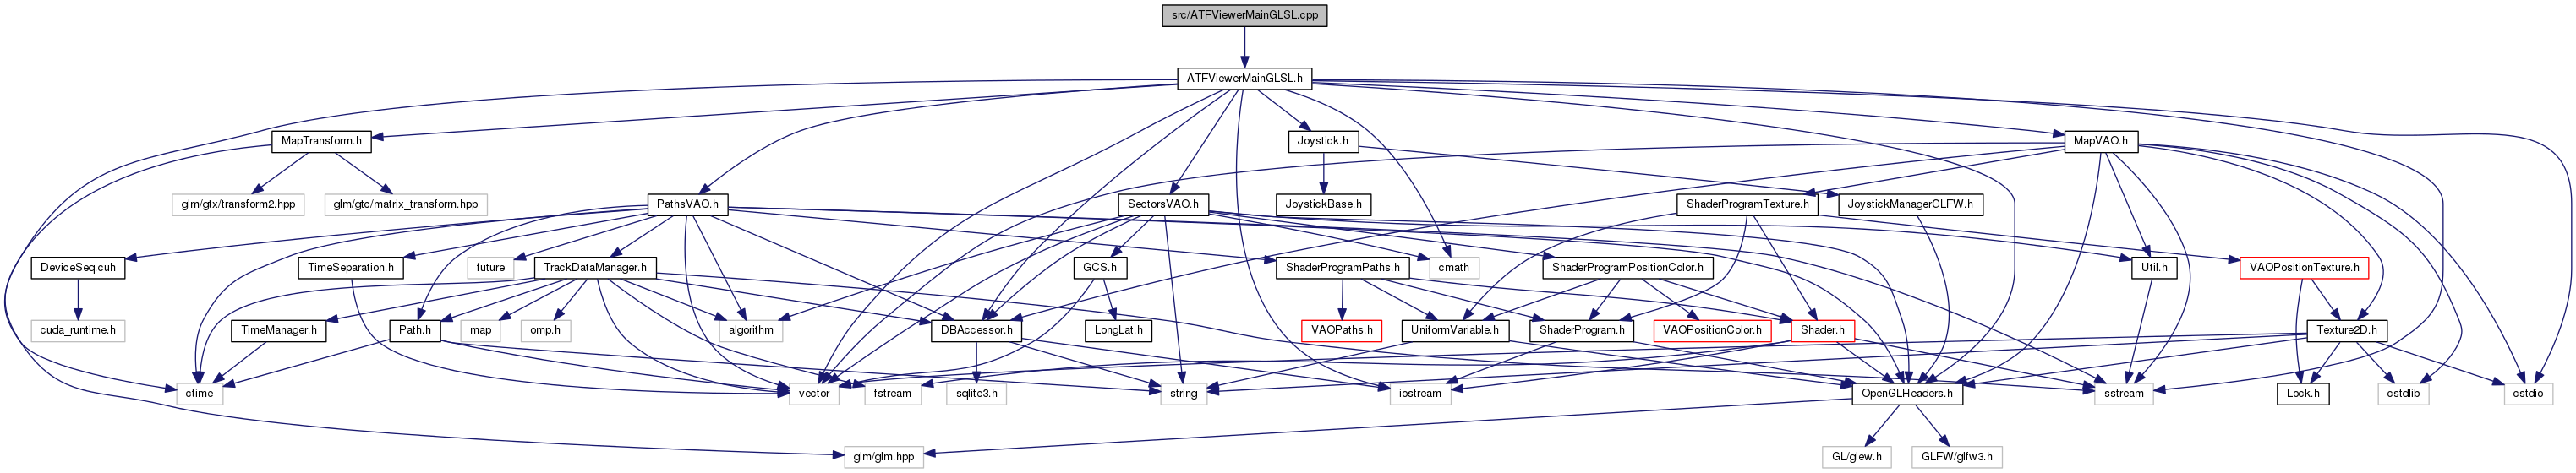 src/ATFViewerMainGLSL.cpp
ATFViewerMainGLSL.h
MapTransform.h
Joystick.h
MapVAO.h
glm/gtx/transform2.hpp
glm/gtc/matrix_transform.hpp
PathsVAO.h
JoystickBase.h
SectorsVAO.h
ShaderProgramTexture.h
JoystickManagerGLFW.h
DeviceSeq.cuh
TimeSeparation.h
future
TrackDataManager.h
GCS.h
ShaderProgramPaths.h
cmath
ShaderProgramPositionColor.h
Util.h
VAOPositionTexture.h
cuda_runtime.h
TimeManager.h
Path.h
map
omp.h
algorithm
DBAccessor.h
LongLat.h
VAOPaths.h
UniformVariable.h
ShaderProgram.h
VAOPositionColor.h
Shader.h
Texture2D.h
ctime
vector
fstream
sqlite3.h
string
iostream
OpenGLHeaders.h
sstream
Lock.h
cstdlib
cstdio
glm/glm.hpp
GL/glew.h
GLFW/glfw3.h